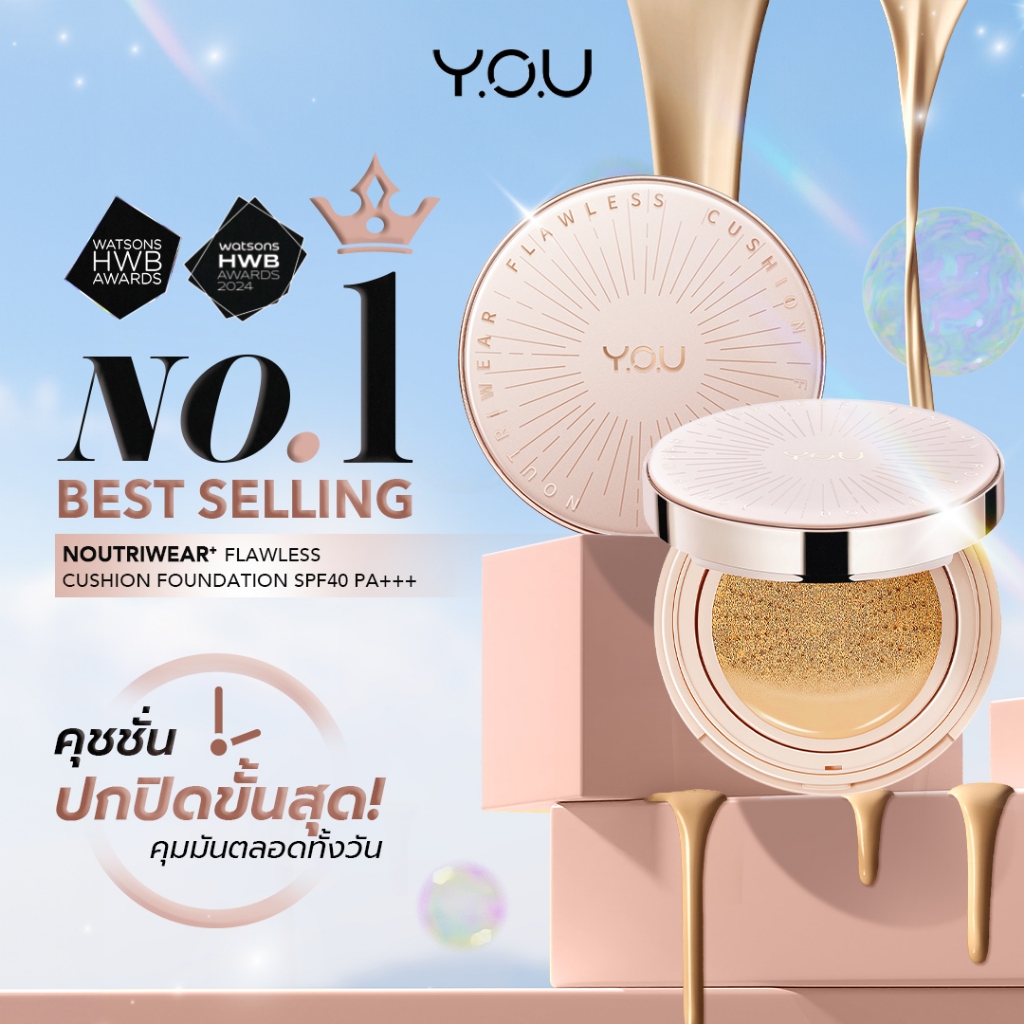 Y.O.U
WATSONS
HWB
AWARDS
watsons
HWB
AWARDS
2024
NO.1
BEST SELLING
NOUTRIWEAR⁺ FLAWLESS
CUSHION FOUNDATION SPF40 PA+++
คุชชั่น
ปกปิดขั้นสุด!
คุมมันตลอดทั้งวัน
NOUTRIWEAR FLAWLESS CUSHION F
Y.O.U
Y.O.U